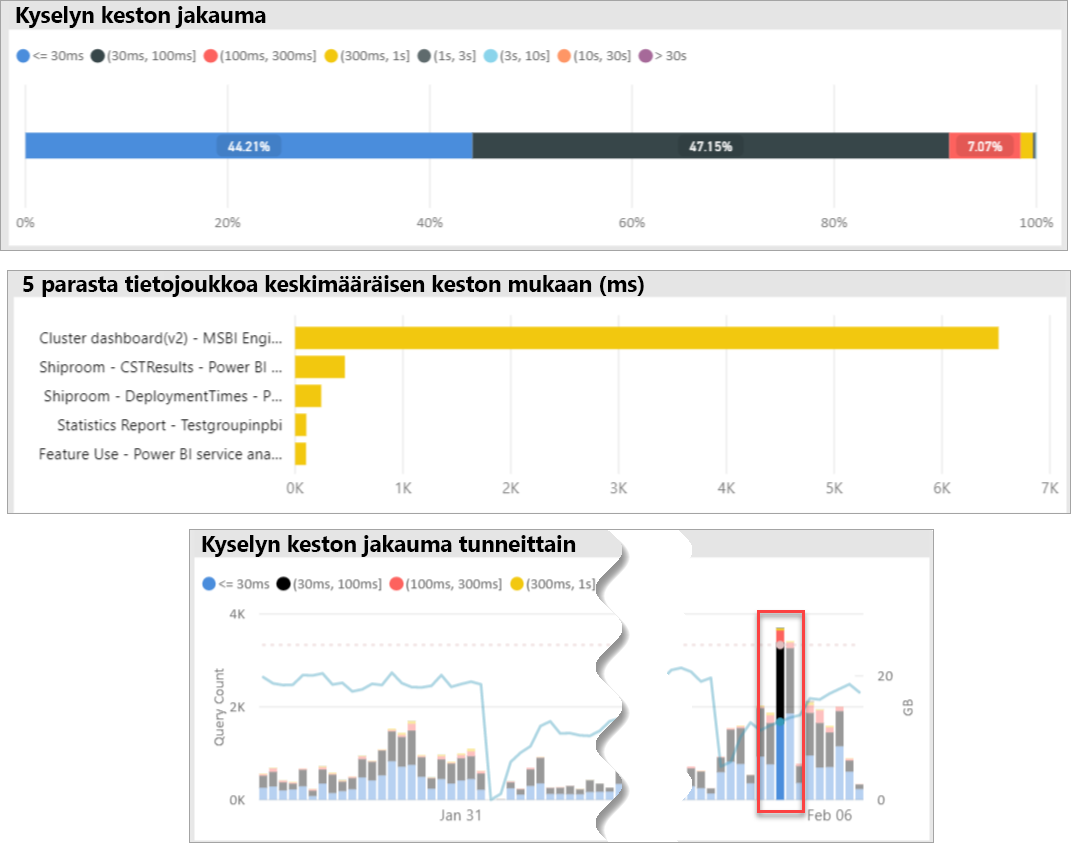 Kyselyn keston jakauma
<= 30ms (30ms, 100ms] (100ms, 300ms] (300ms, 1s] (1s, 3s] (3s, 10s] (10s, 30s] > 30s
44.21% 47.15% 7.07%
0% 20% 40% 60% 80% 100%
5 parasta tietojoukkoa keskimääräisen keston mukaan (ms)
Cluster dashboard(v2) - MSBI Engi...
Shiproom - CSTResults - Power BI ...
Shiproom - DeploymentTimes - P...
Statistics Report - Testgroupinpbi
Feature Use - Power BI service ana...
0K 1K 2K 3K 4K 5K 6K 7K
Kyselyn keston jakauma tunneittain
<= 30ms (30ms, 100ms] (100ms, 300ms] (300ms, 1s]
4K
2K
0K
Query Count
20
0
GB
Jan 31 Feb 06